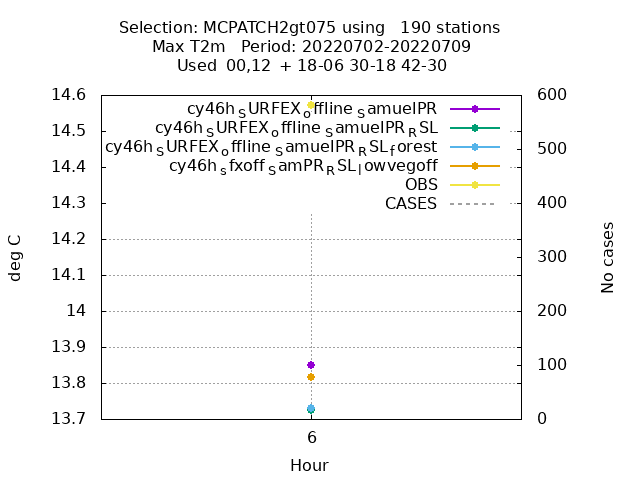 Selection: MCPATCH2gt075 using   190 stations
Max T2m   Period: 20220702-20220709
Used  00,12  + 18-06 30-18 42-30
14.6
14.5
14.4
14.3
14.2
14.1
14
13.9
13.8
13.7
600
500
400
300
200
100
0
cy46h_SURFEX_offline_SamuelPR
cy46h_SURFEX_offline_SamuelPR_RSL
cy46h_SURFEX_offline_SamuelPR_RSL_forest
cy46h_sfxoff_SamPR_RSL_lowvegoff
OBS
CASES
deg C
No cases
6
Hour